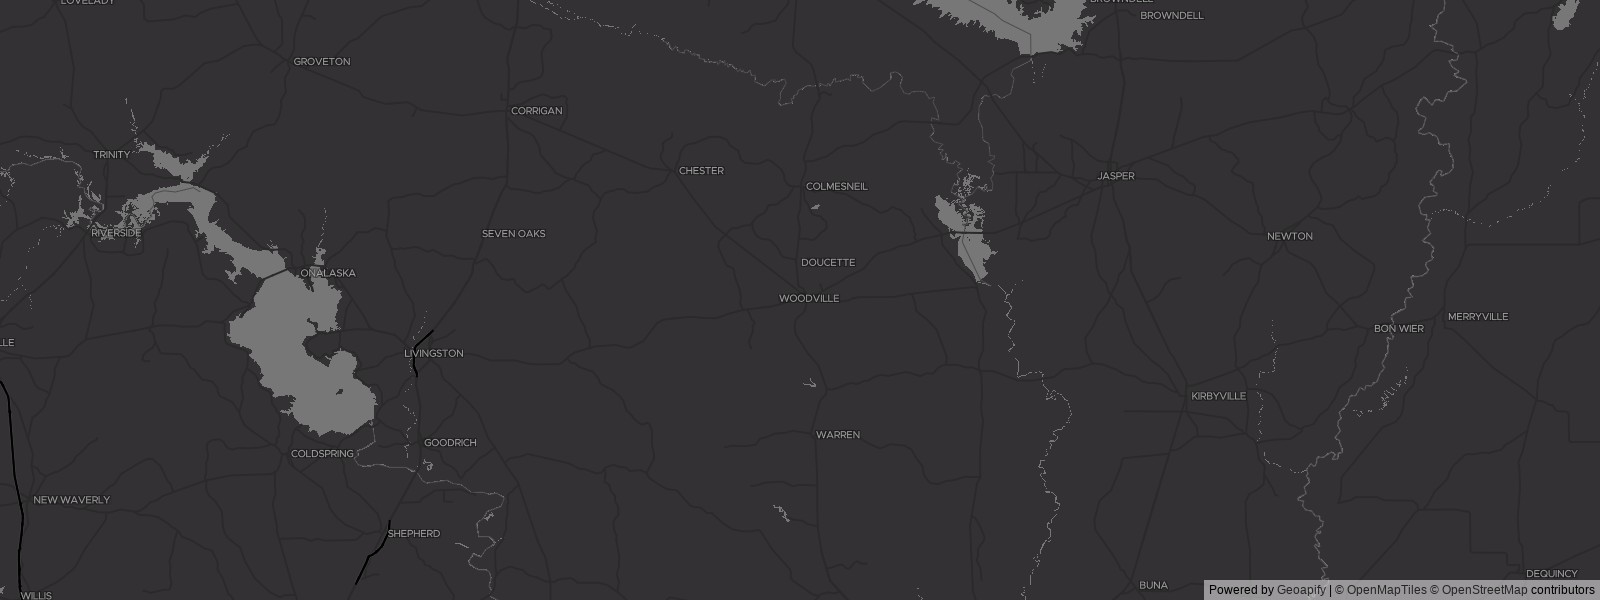 LOVELADY
BROWNDELL
BROWNDELL
GROVETON
CORRIGAN
TRINITY
CHESTER
JASPER
COLMESNEIL
RIVERSIDE
SEVEN OAKS
NEWTON
DOUCETTE
ONALASKA
WOODVILLE
MERRYVILLE
BON WIER
LLE
LIVINGSTON
KIRBYVILLE
WARREN
GOODRICH
COLDSPRING
NEW WAVERLY
SHEPHERD
DEQUINCY
BUNA
Powered by Geoapify | © OpenMapTiles © OpenStreetMap contributors
WILLIS